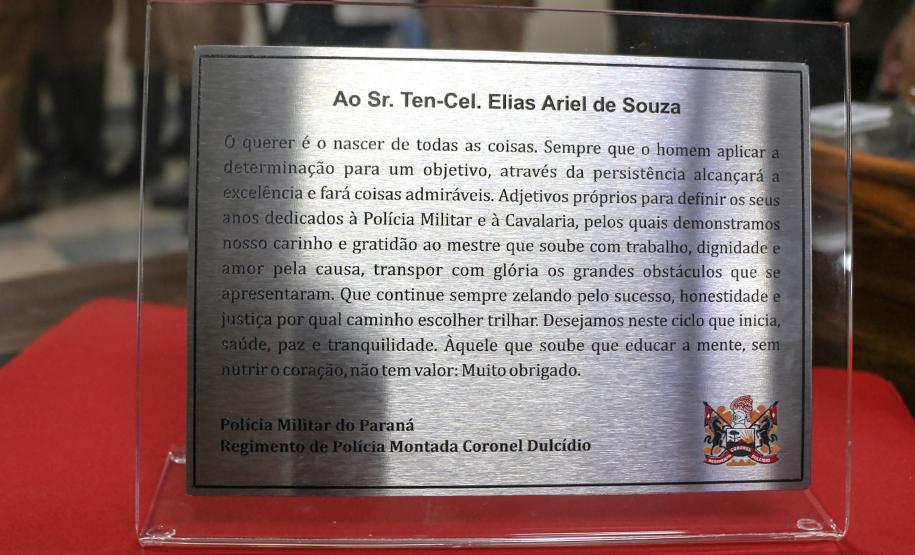 Ao Sr. Ten-Cel. Elias Ariel de Souza
O querer é o nascer de todas as coisas. Sempre que o homem aplicar a
determinação para um objetivo, através da persistência alcançará a
excelência e fará coisas admiráveis. Adjetivos próprios para definir os seus
anos dedicados à Polícia Militar e à Cavalaria, pelos quais demonstramos
nosso carinho e gratidão ao mestre que soube com trabalho, dignidade e
amor pela causa, transpor com glória os grandes obstáculos que se
apresentaram. Que continue sempre zelando pelo sucesso, honestidade e
justiça por qual caminho escolher trilhar. Desejamos neste ciclo que inicia,
saúde, paz e tranquilidade. Àquele que soube que educar a mente, sem
nutrir o coração, não tem valor: Muito obrigado.
Polícia Militar do Paraná
Regimento de Polícia Montada Coronel Dulcídio
REGIMENTO CORONEL DULCÍDIO